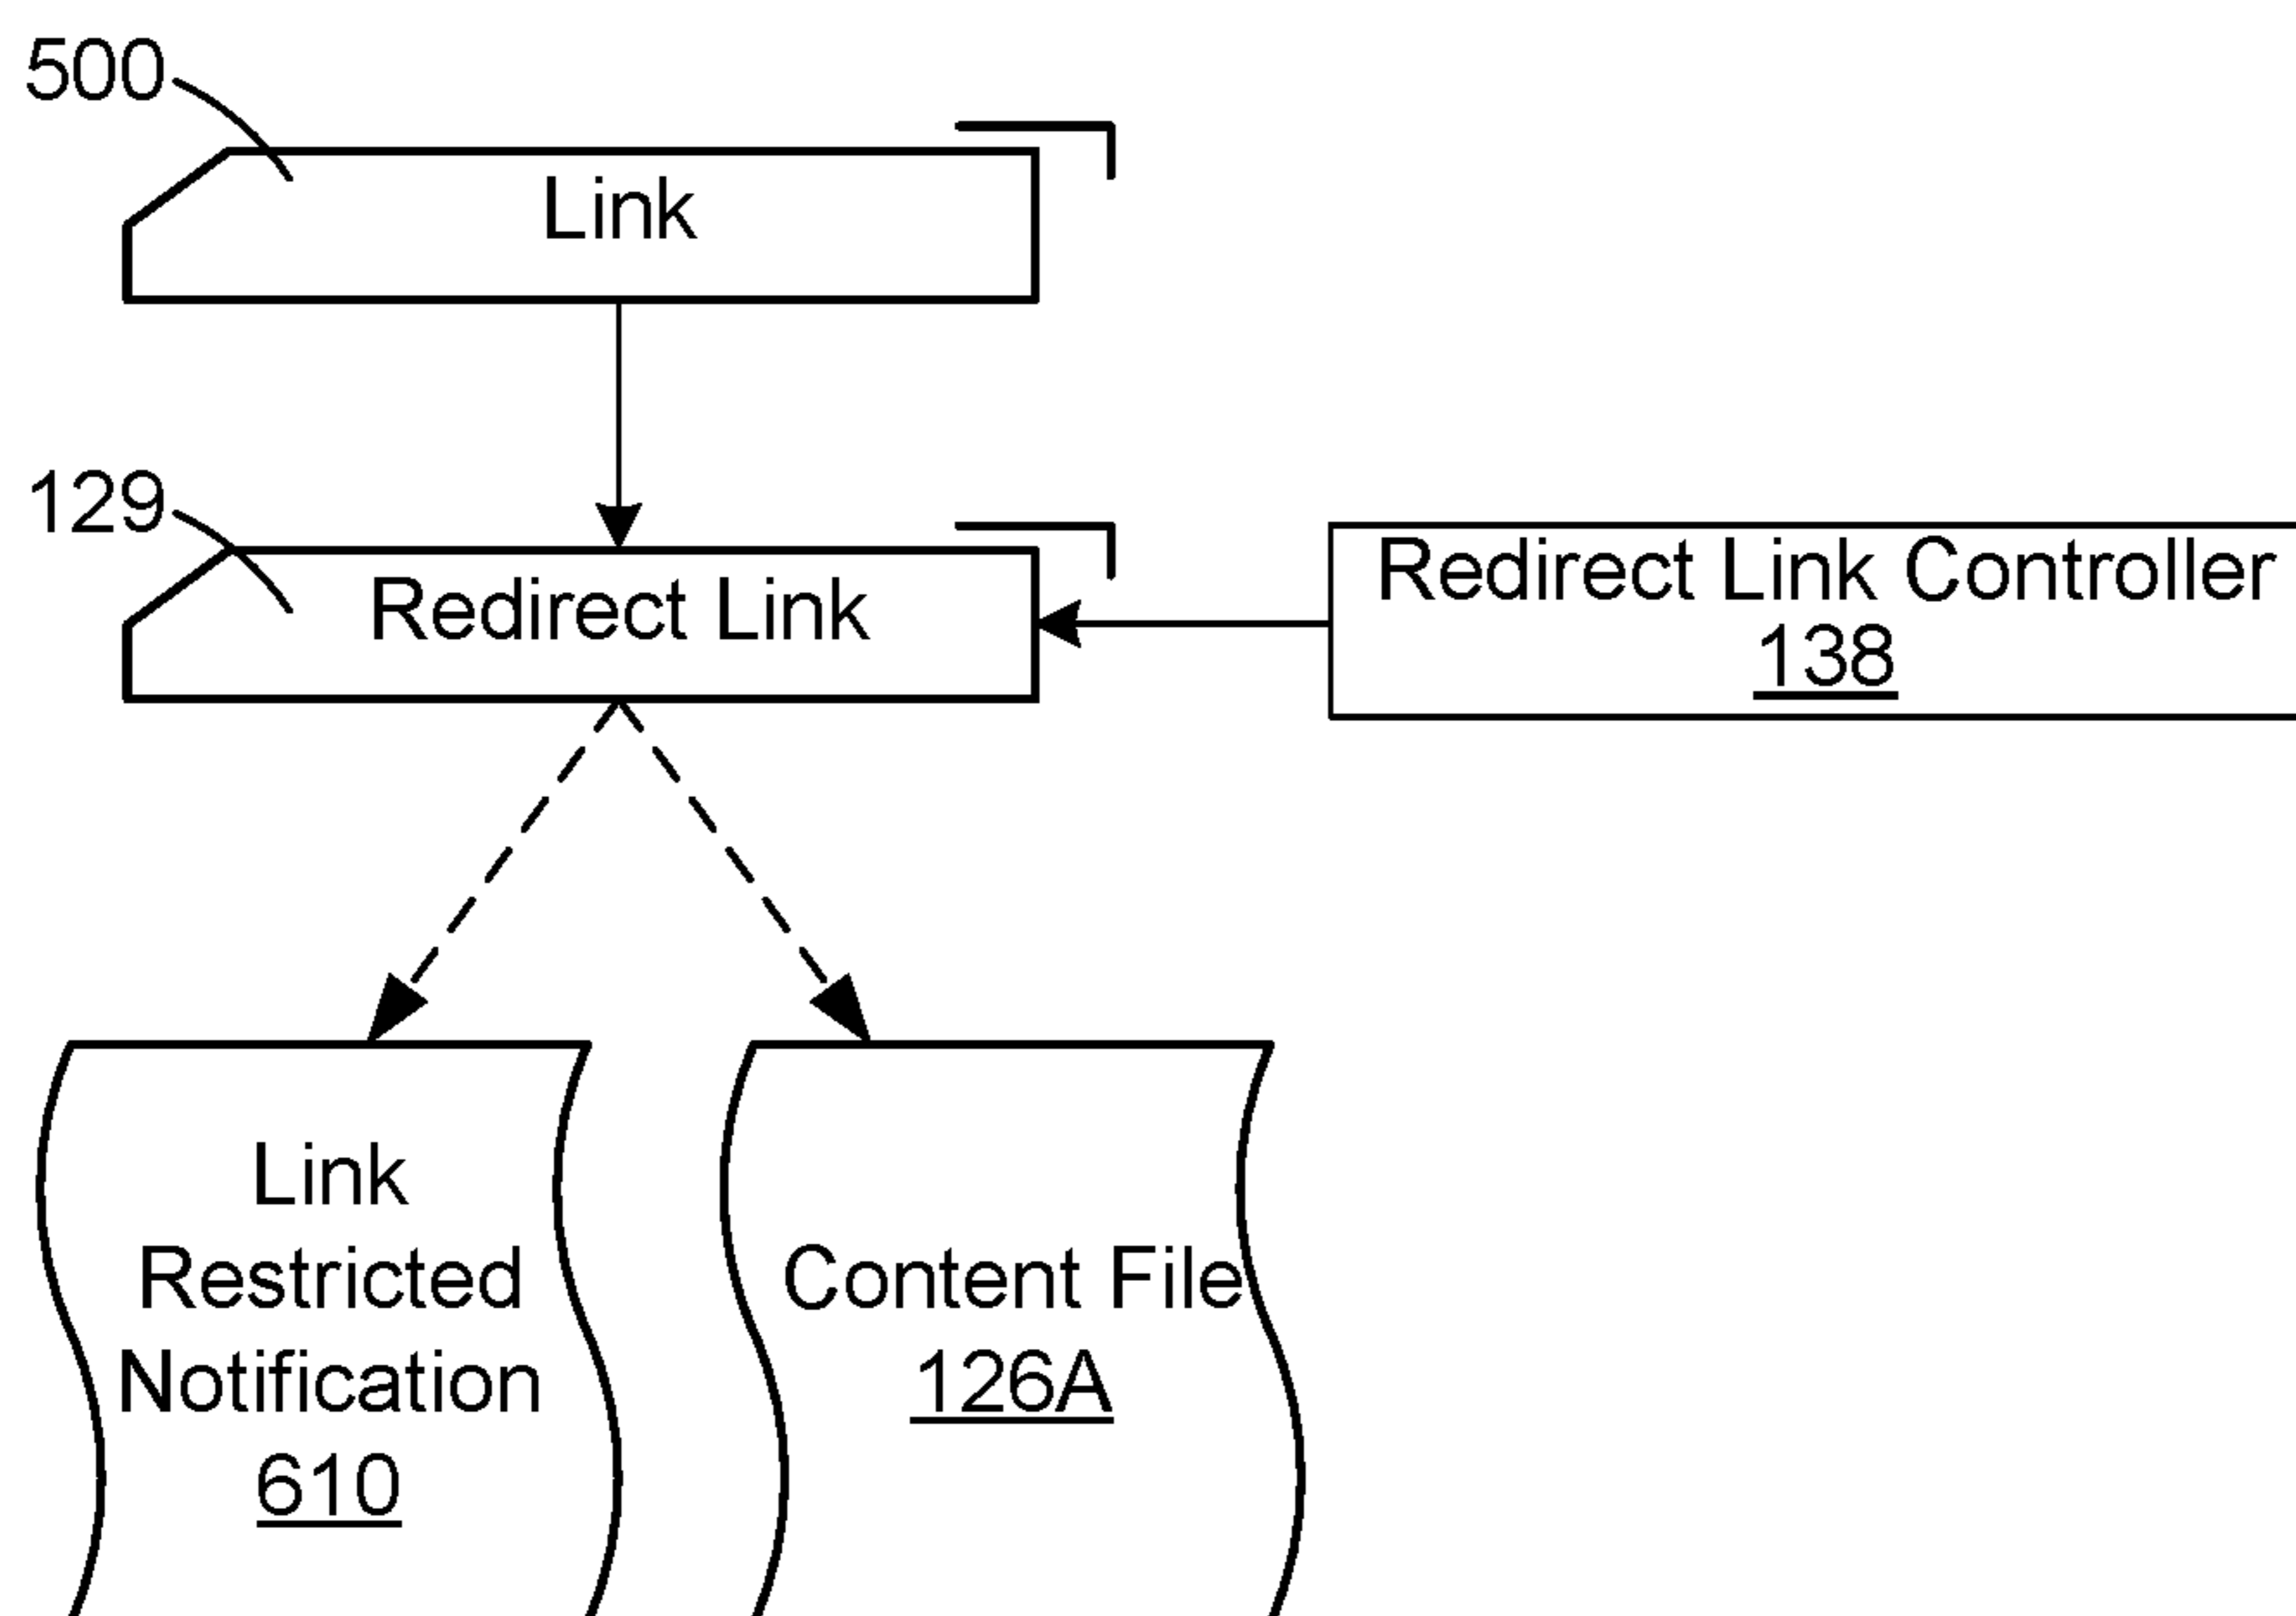 500
Link
129
Redirect Link
Redirect Link Controller
138
Link
Restricted
Notification
610
Content File
126A